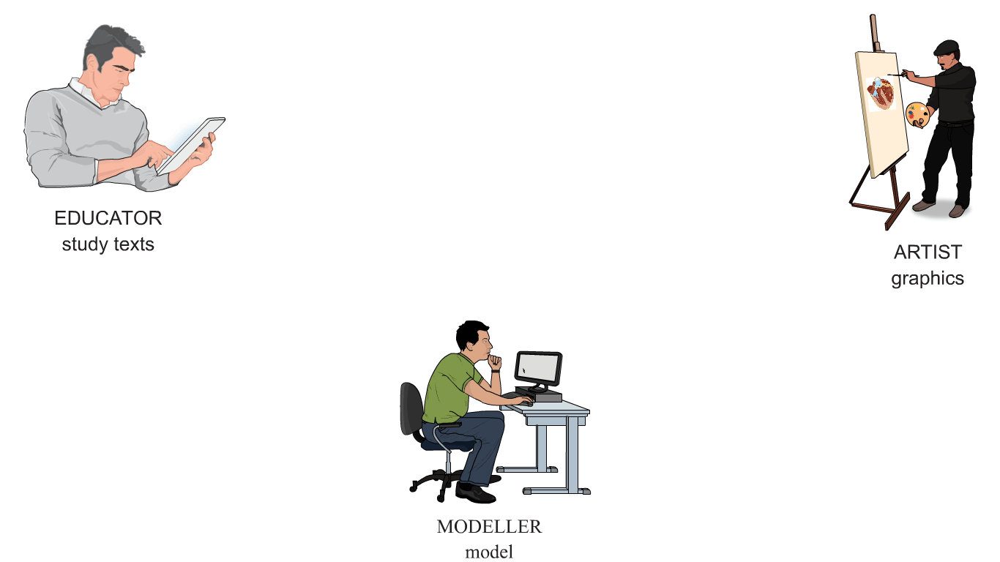 EDUCATOR
study texts
ARTIST
graphics
MODELLER
model